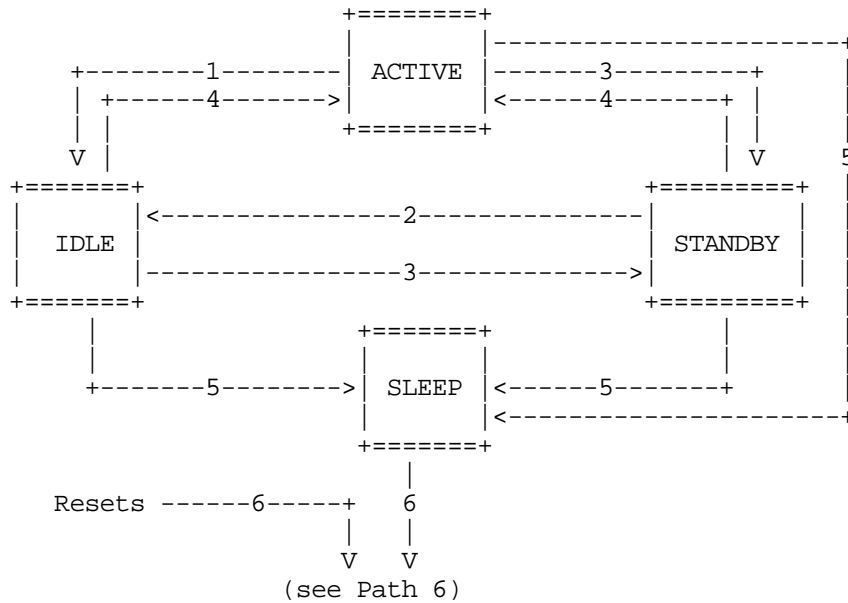 1 ACTIVE 3
4 4
5
2
IDLE STANDBY
3
5 SLEEP 5
Resets 6 6
(see Path 6)